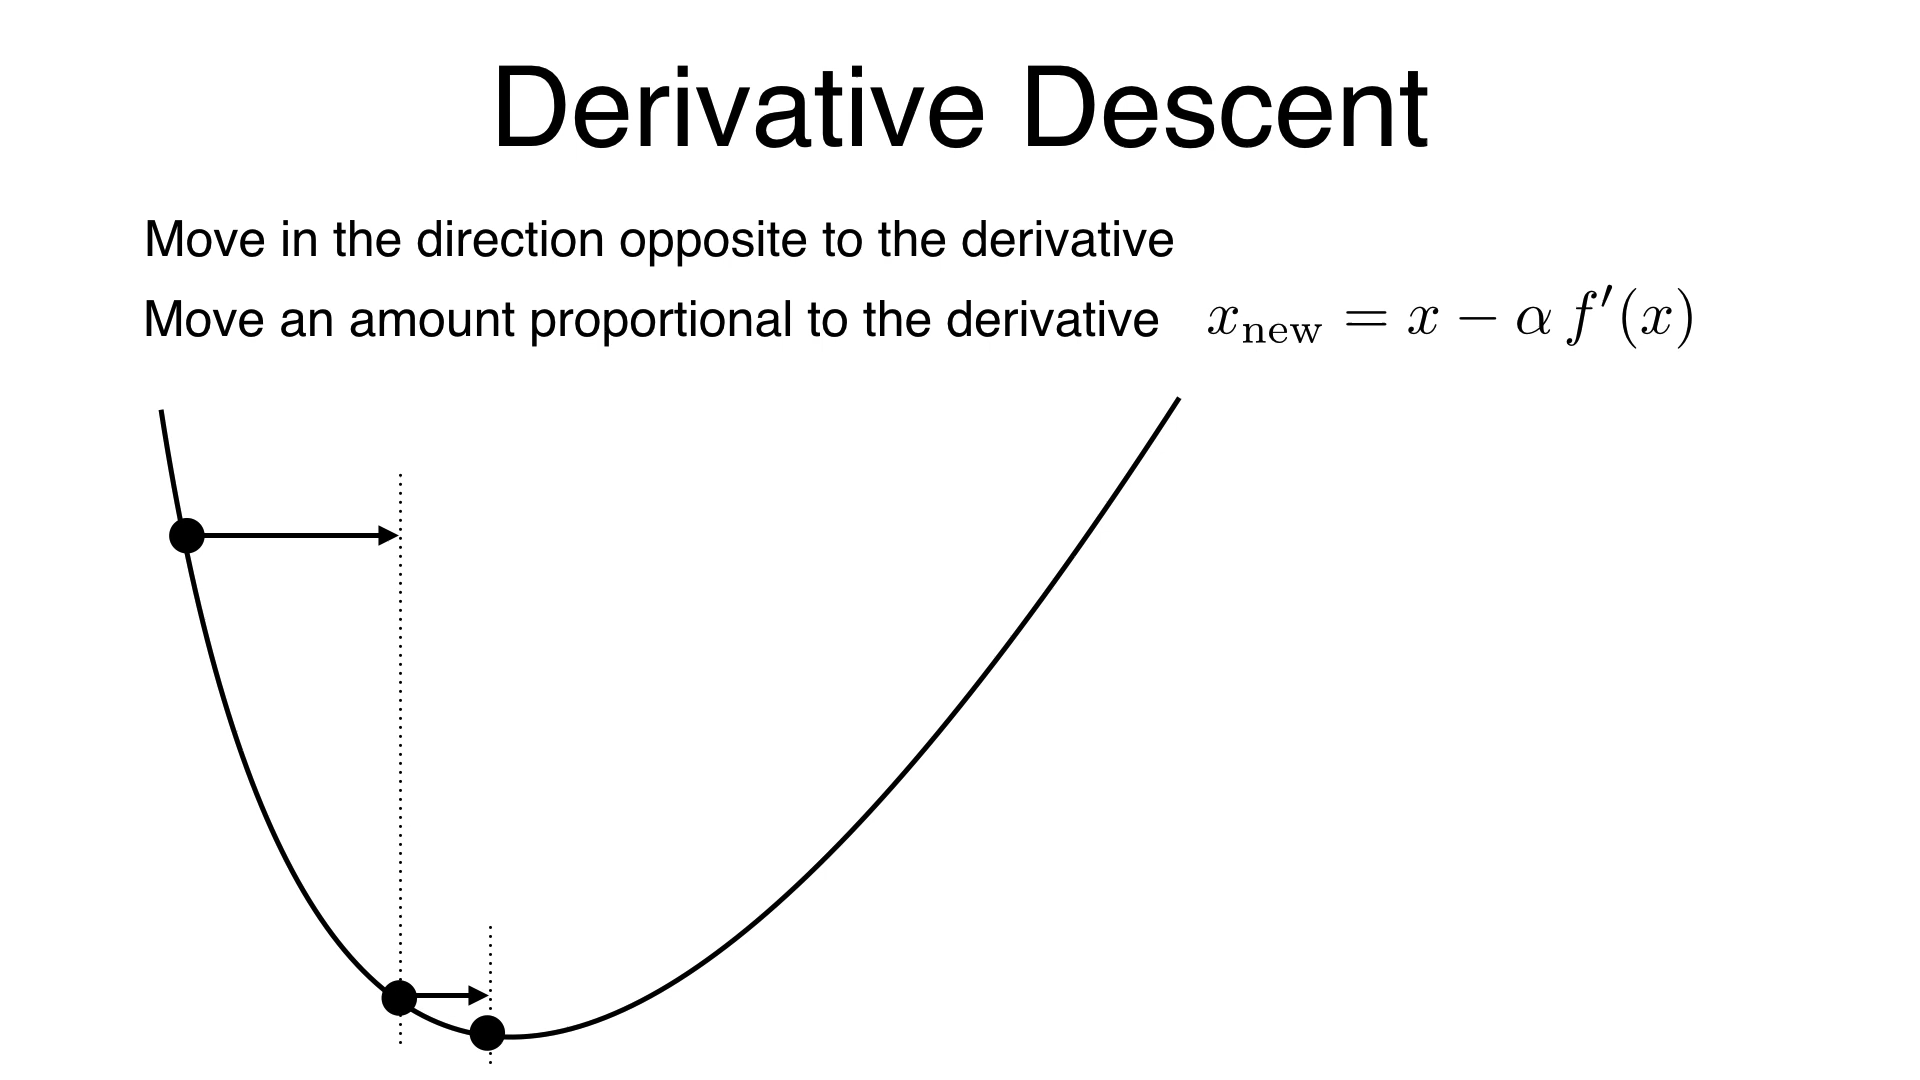 Derivative Descent
Move in the direction opposite to the derivative
Move an amount proportional to the derivative x_new = x − α f′(x)